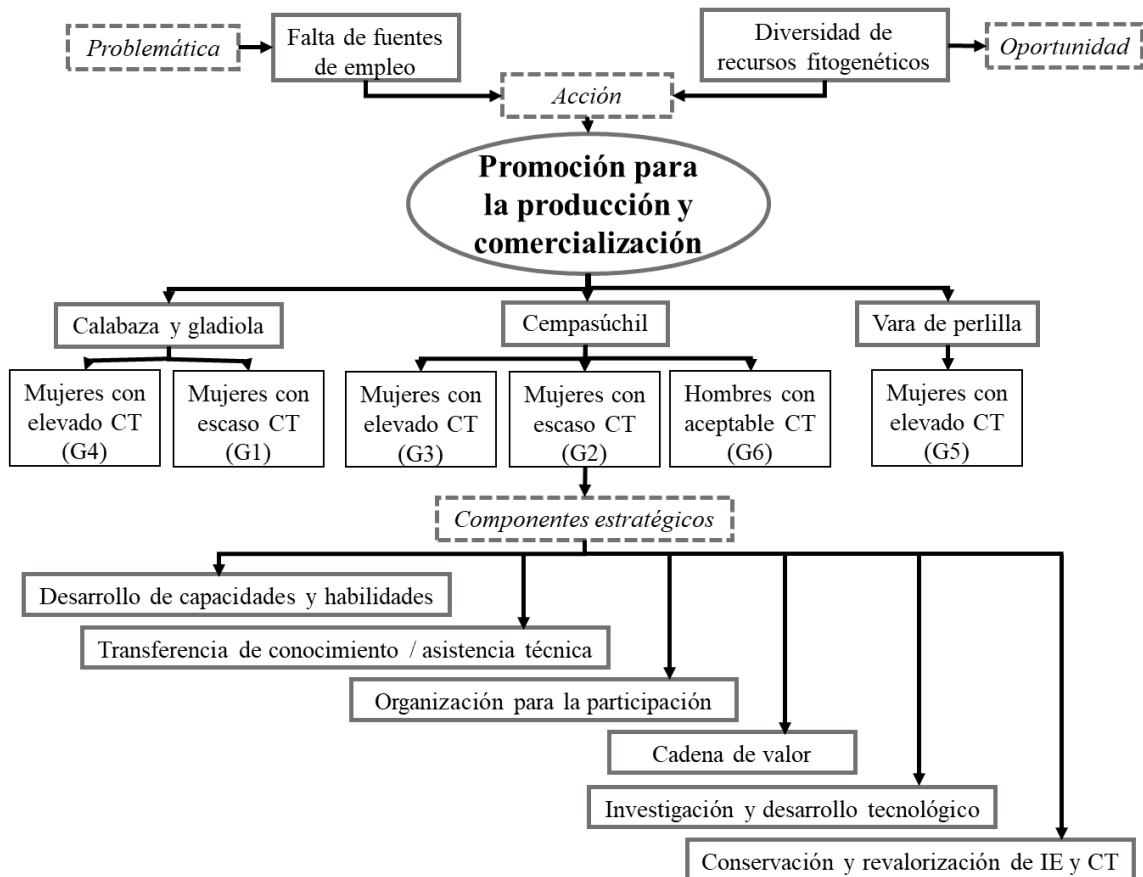 Problemática
Falta de fuentes
de empleo
Diversidad de
recursos fitogenéticos
Oportunidad
Acción
Promoción para
la producción y
comercialización
Calabaza y gladiola
Cempasúchil
Vara de perlilla
Mujeres con
elevado CT
(G4)
Mujeres con
escaso CT
(G1)
Mujeres con
elevado CT
(G3)
Mujeres con
escaso CT
(G2)
Hombres con
aceptable CT
(G6)
Mujeres con
elevado CT
(G5)
Componentes estratégicos
Desarrollo de capacidades y habilidades
Transferencia de conocimiento / asistencia técnica
Organización para la participación
Cadena de valor
Investigación y desarrollo tecnológico
Conservación y revalorización de IE y CT